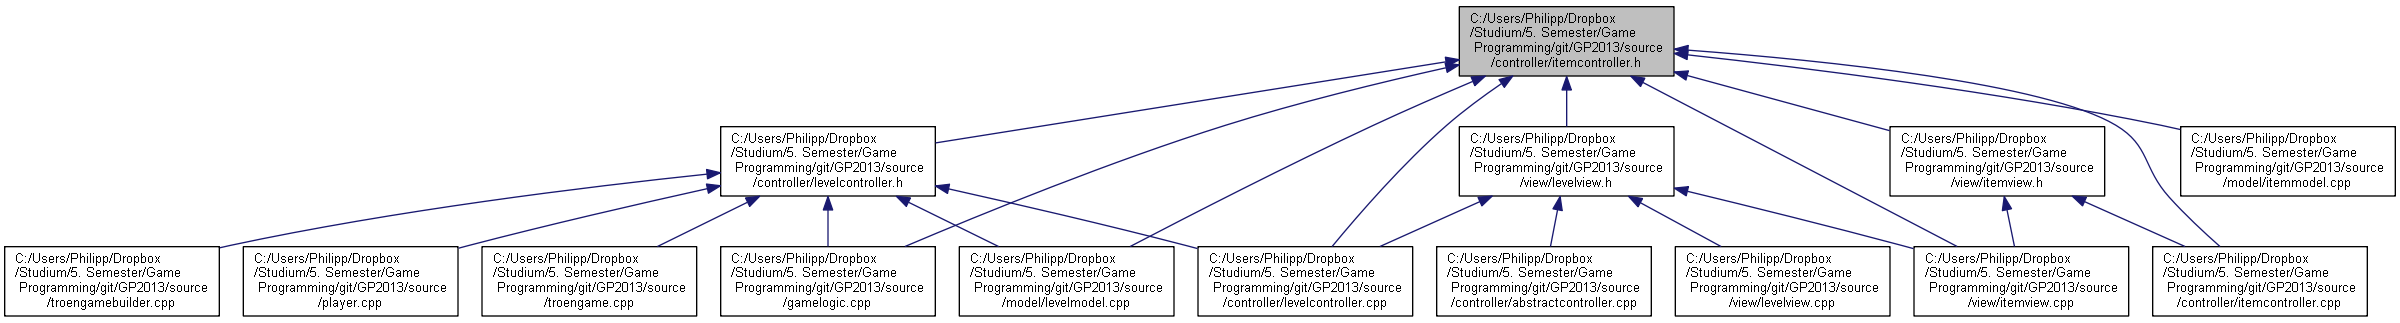 C:/Users/Philipp/Dropbox
/Studium/5. Semester/Game
Programming/git/GP2013/source
/controller/itemcontroller.h
C:/Users/Philipp/Dropbox
/Studium/5. Semester/Game
Programming/git/GP2013/source
/controller/levelcontroller.h
C:/Users/Philipp/Dropbox
/Studium/5. Semester/Game
Programming/git/GP2013/source
/view/levelview.h
C:/Users/Philipp/Dropbox
/Studium/5. Semester/Game
Programming/git/GP2013/source
/view/itemview.h
C:/Users/Philipp/Dropbox
/Studium/5. Semester/Game
Programming/git/GP2013/source
/model/itemmodel.cpp
C:/Users/Philipp/Dropbox
/Studium/5. Semester/Game
Programming/git/GP2013/source
/troengamebuilder.cpp
C:/Users/Philipp/Dropbox
/Studium/5. Semester/Game
Programming/git/GP2013/source
/player.cpp
C:/Users/Philipp/Dropbox
/Studium/5. Semester/Game
Programming/git/GP2013/source
/troengame.cpp
C:/Users/Philipp/Dropbox
/Studium/5. Semester/Game
Programming/git/GP2013/source
/gamelogic.cpp
C:/Users/Philipp/Dropbox
/Studium/5. Semester/Game
Programming/git/GP2013/source
/model/levelmodel.cpp
C:/Users/Philipp/Dropbox
/Studium/5. Semester/Game
Programming/git/GP2013/source
/controller/levelcontroller.cpp
C:/Users/Philipp/Dropbox
/Studium/5. Semester/Game
Programming/git/GP2013/source
/controller/abstractcontroller.cpp
C:/Users/Philipp/Dropbox
/Studium/5. Semester/Game
Programming/git/GP2013/source
/view/levelview.cpp
C:/Users/Philipp/Dropbox
/Studium/5. Semester/Game
Programming/git/GP2013/source
/view/itemview.cpp
C:/Users/Philipp/Dropbox
/Studium/5. Semester/Game
Programming/git/GP2013/source
/controller/itemcontroller.cpp